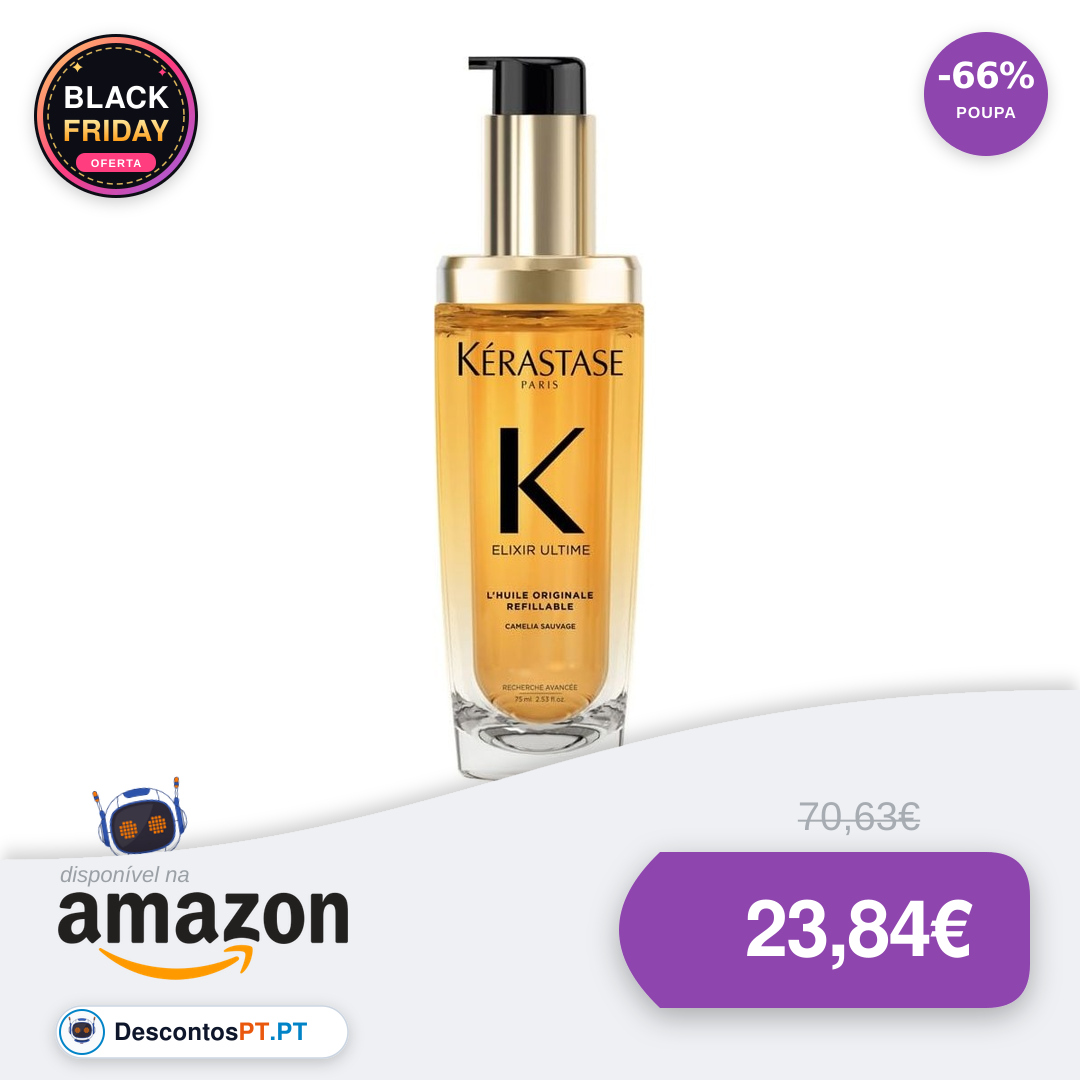 BLACK
FRIDAY
OFERTA
-66%
POUPA
KÉRASTASE
PARIS
K
ELIXIR ULTIME
L'HUILE ORIGINALE
REFILLABLE
CAMELIA SAUVAGE
RECHERCHE AVANCÉE
75 ml 2.53 fl oz
70,63€
23,84€
disponível na
amazon
DescontosPT.PT